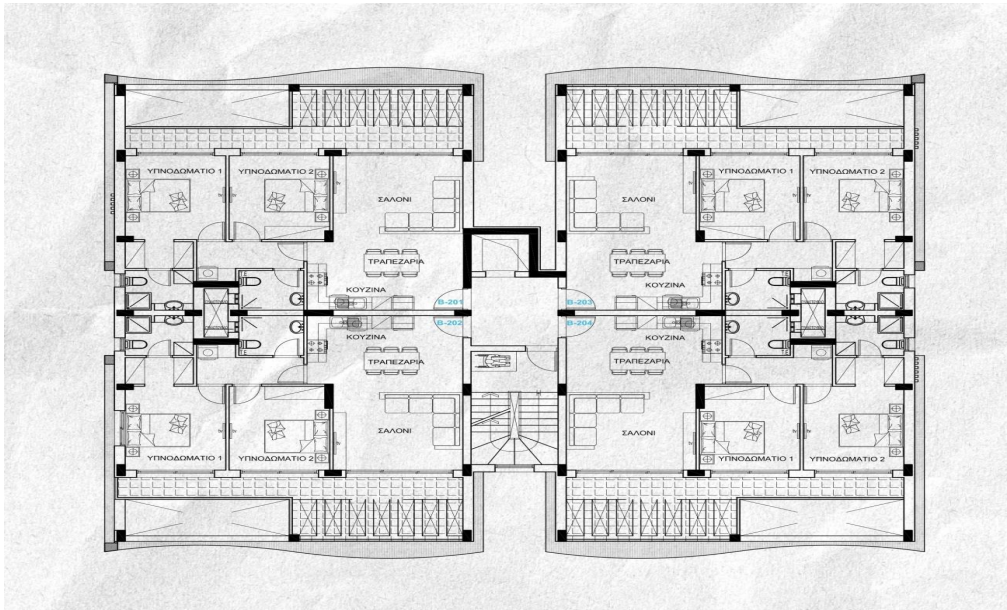 ΥΠΝΟΔΩΜΑΤΙΟ 1
ΥΠΝΟΔΩΜΑΤΙΟ 2
ΣΑΛΟΝΙ
ΤΡΑΠΕΖΑΡΙΑ
ΚΟΥΖΙΝΑ
B-201
ΣΑΛΟΝΙ
ΥΠΝΟΔΩΜΑΤΙΟ 1
ΥΠΝΟΔΩΜΑΤΙΟ 2
ΤΡΑΠΕΖΑΡΙΑ
ΚΟΥΖΙΝΑ
B-203
B-202
ΚΟΥΖΙΝΑ
ΤΡΑΠΕΖΑΡΙΑ
ΣΑΛΟΝΙ
ΥΠΝΟΔΩΜΑΤΙΟ 1
ΥΠΝΟΔΩΜΑΤΙΟ 2
B-204
ΚΟΥΖΙΝΑ
ΤΡΑΠΕΖΑΡΙΑ
ΣΑΛΟΝΙ
ΥΠΝΟΔΩΜΑΤΙΟ 1
ΥΠΝΟΔΩΜΑΤΙΟ 2